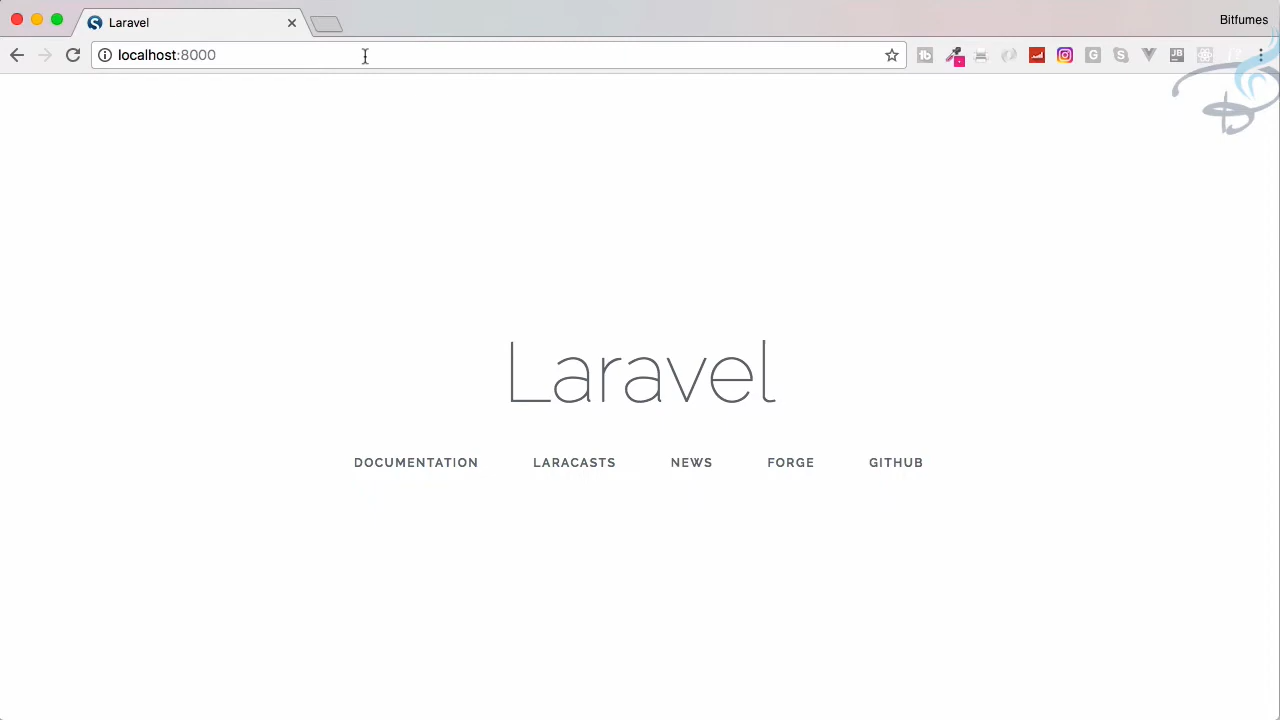 Laravel
Bitfumes
localhost:8000
Laravel
DOCUMENTATION LARACASTS NEWS FORGE GITHUB